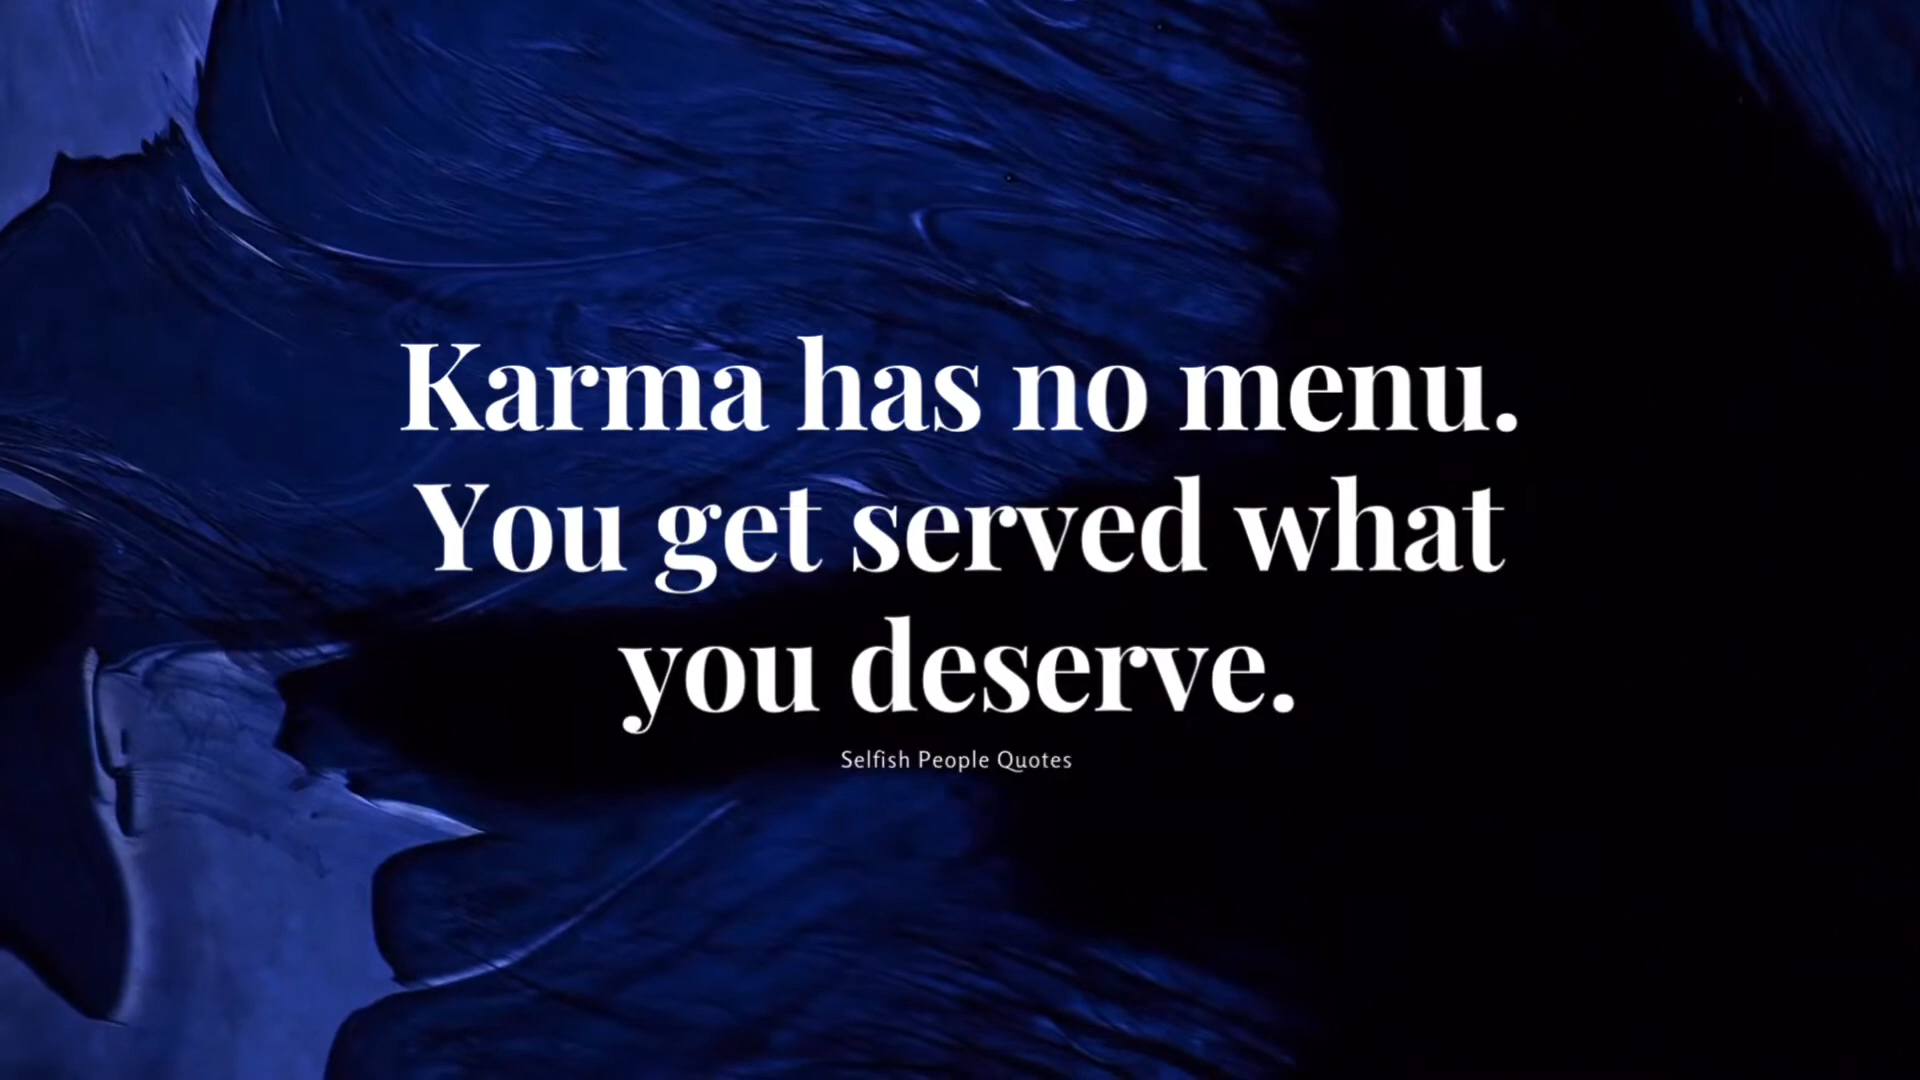 Karma has no menu.
You get served what
you deserve.
Selfish People Quotes